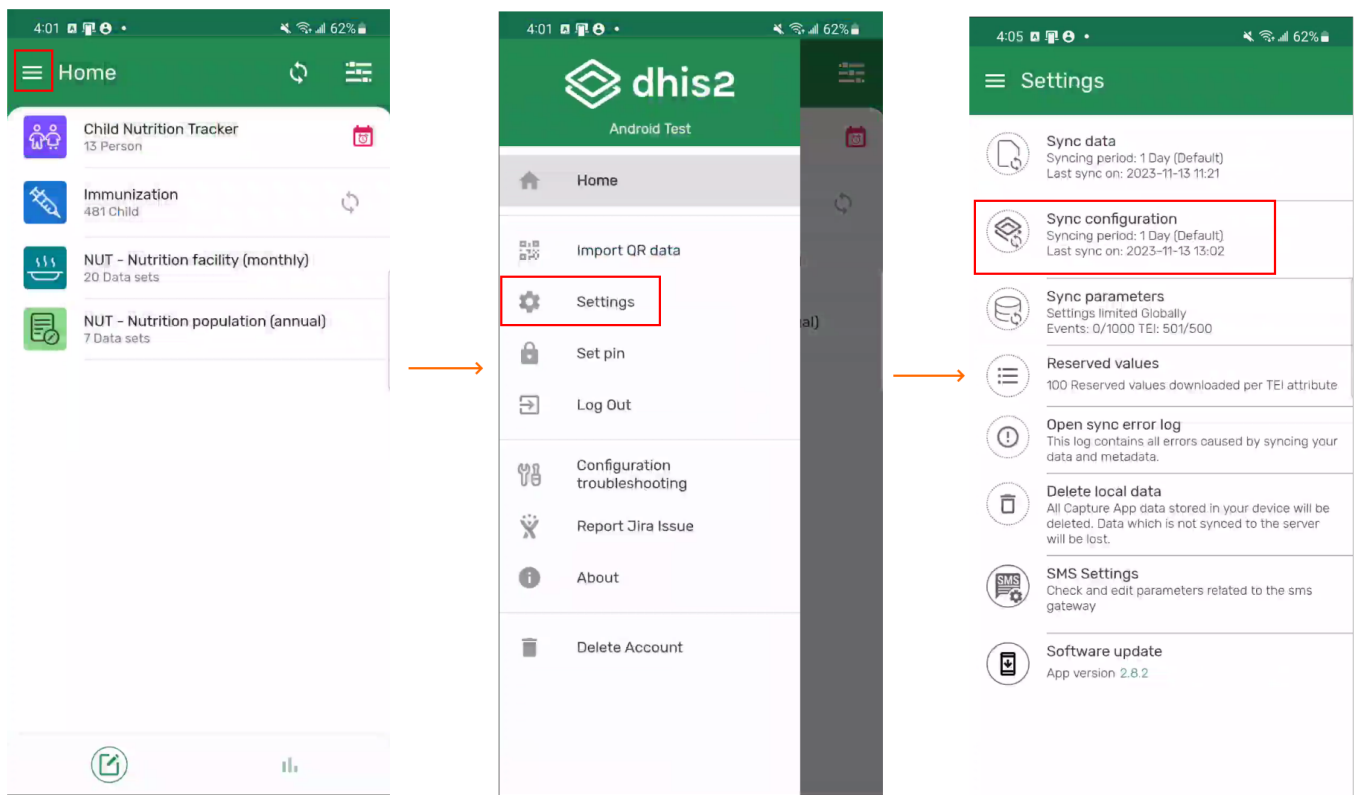 4:01
62%
Home
Child Nutrition Tracker
13 Person
Immunization
481 Child
NUT - Nutrition facility (monthly)
20 Data sets
NUT - Nutrition population (annual)
7 Data sets
4:01
62%
dhis2
Android Test
Home
Import QR data
Settings
al)
Set pin
Log Out
Configuration
troubleshooting
Report Jira Issue
About
Delete Account
4:05
62%
Settings
Sync data
Syncing period: 1 Day (Default)
Last sync on: 2023-11-13 11:21
Sync configuration
Syncing period: 1 Day (Default)
Last sync on: 2023-11-13 13:02
Sync parameters
Settings limited Globally
Events: 0/1000 TEI: 501/500
Reserved values
100 Reserved values downloaded per TEI attribute
Open sync error log
This log contains all errors caused by syncing your
data and metadata.
Delete local data
All Capture App data stored in your device will be
deleted. Data which is not synced to the server
will be lost.
SMS
SMS Settings
Check and edit parameters related to the sms
gateway
Software update
App version 2.8.2